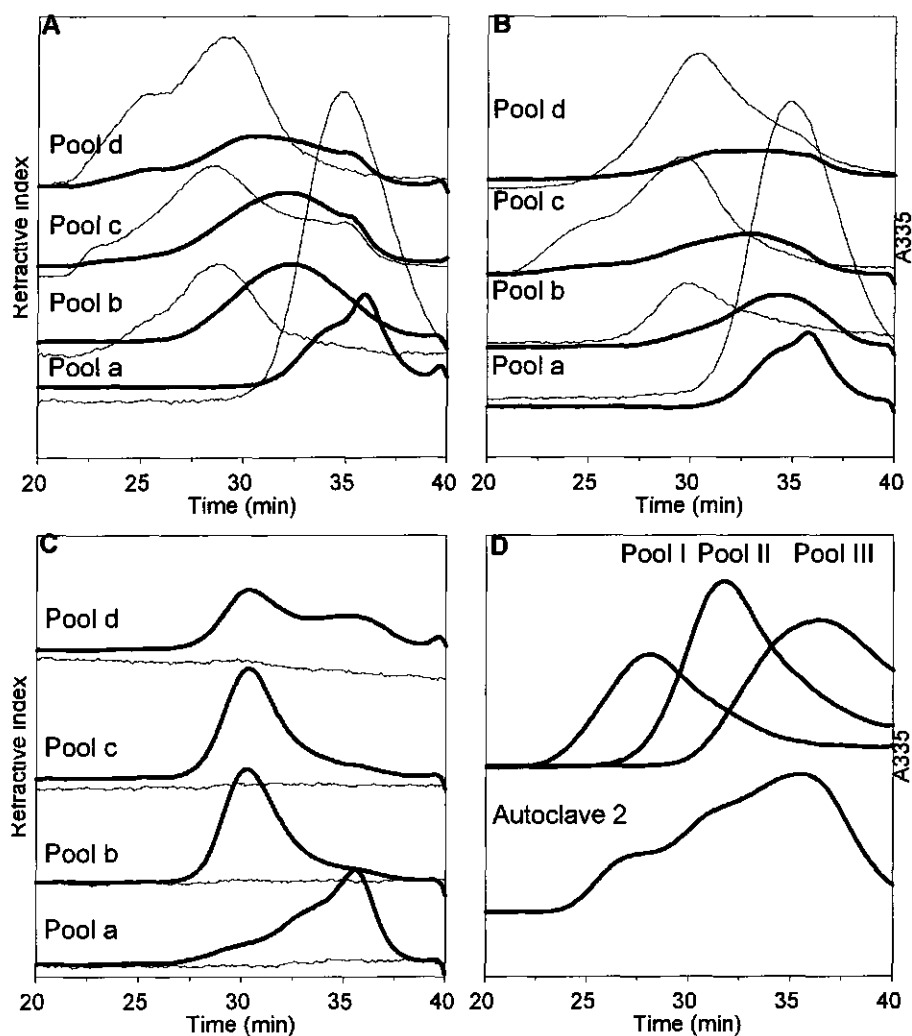 A
Pool d
Pool c
Pool b
Pool a
Refractive index
20 25 30 35 40
Time (min)
B
Pool d
Pool c
Pool b
Pool a
A335
20 25 30 35 40
Time (min)
C
Pool d
Pool c
Pool b
Pool a
Refractive index
20 25 30 35 40
Time (min)
D
Pool I Pool II Pool III
Autoclave 2
A335
20 25 30 35 40
Time (min)